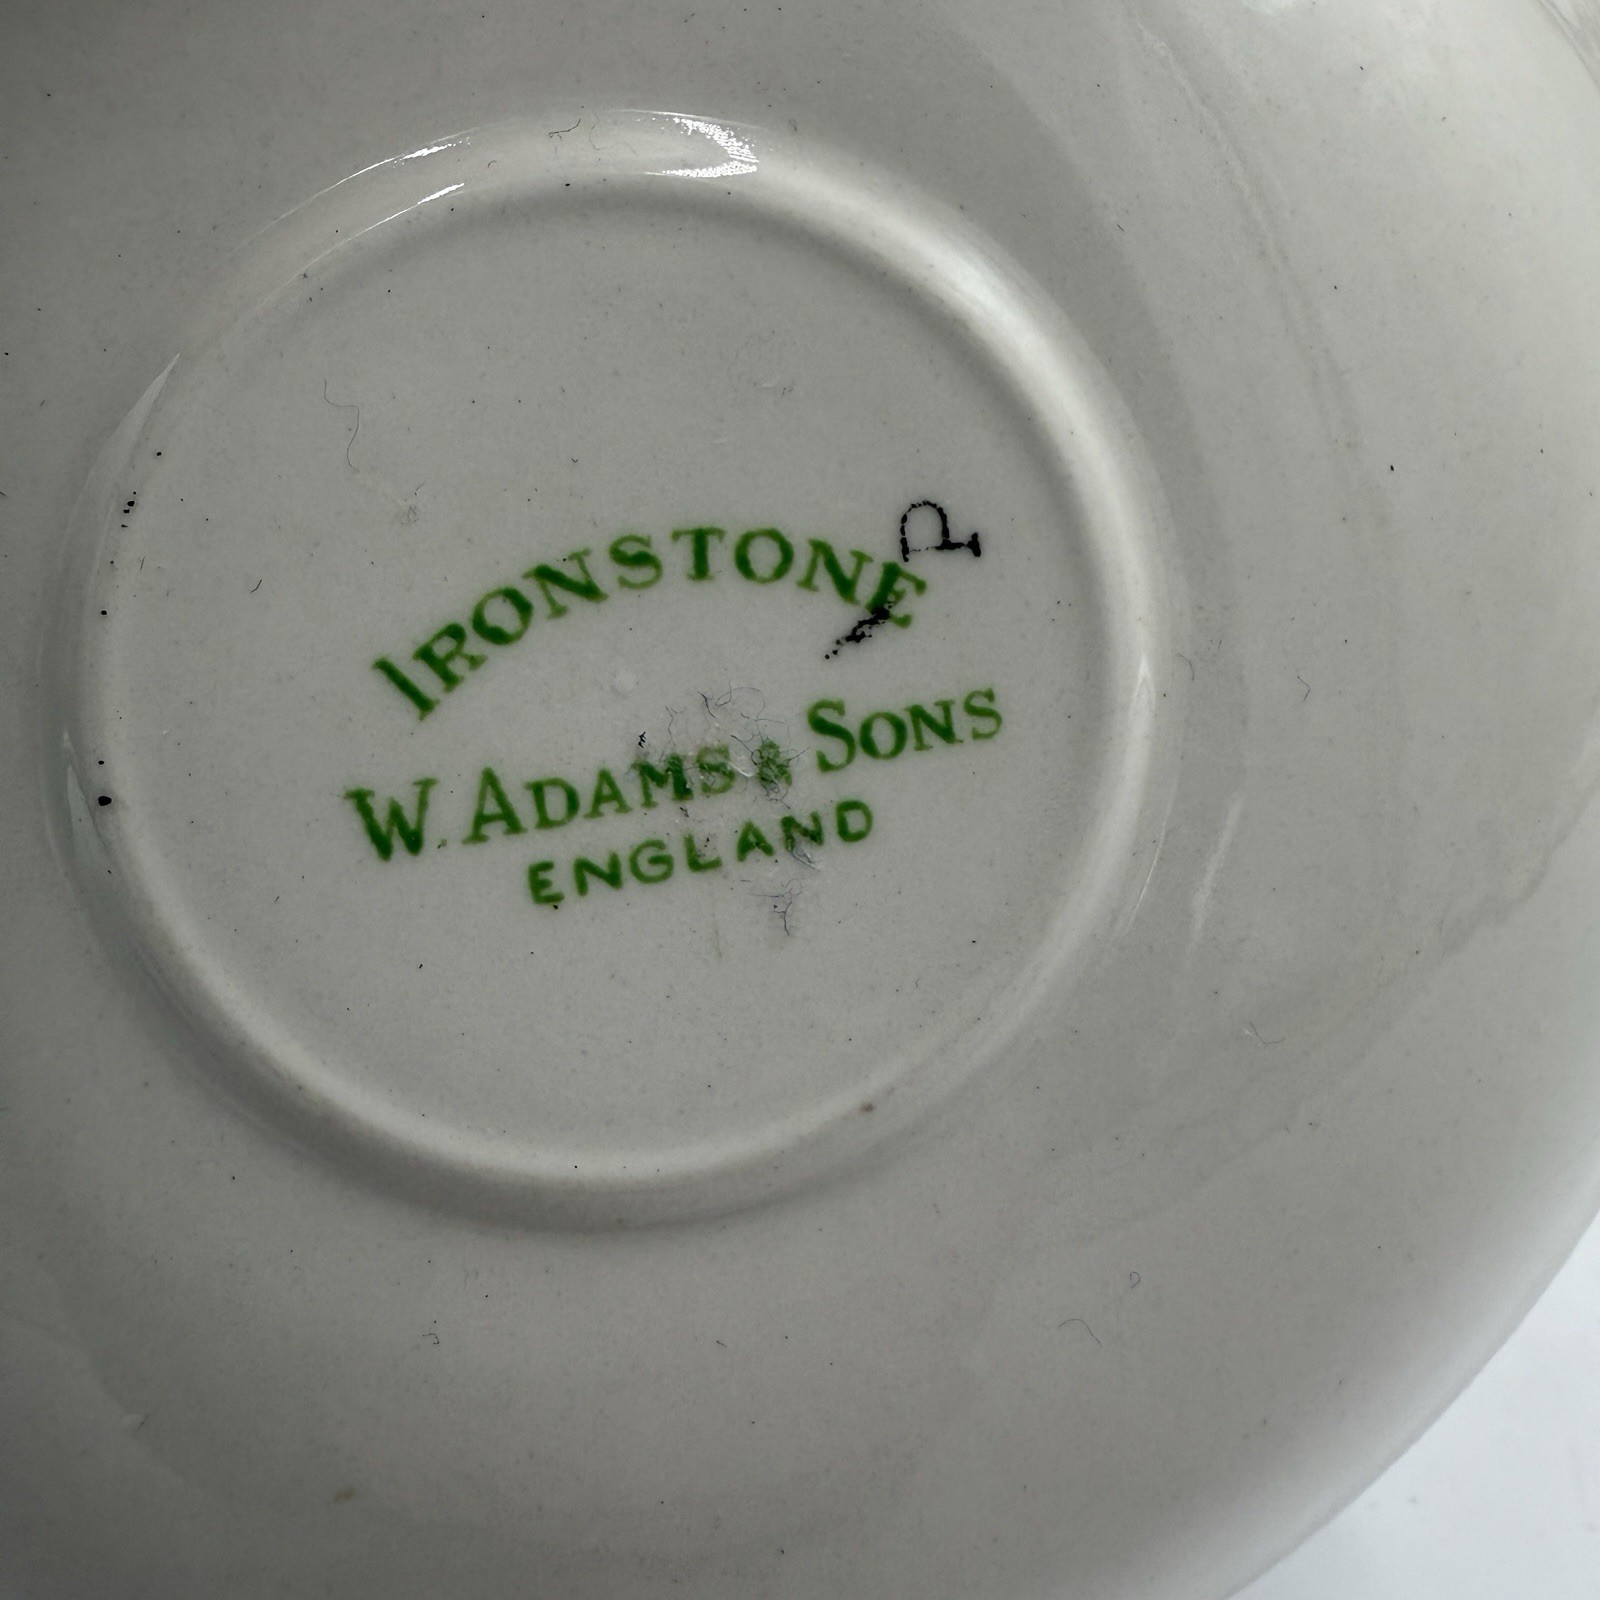 P
IRONSTONE
W. ADAMS & SONS
ENGLAND